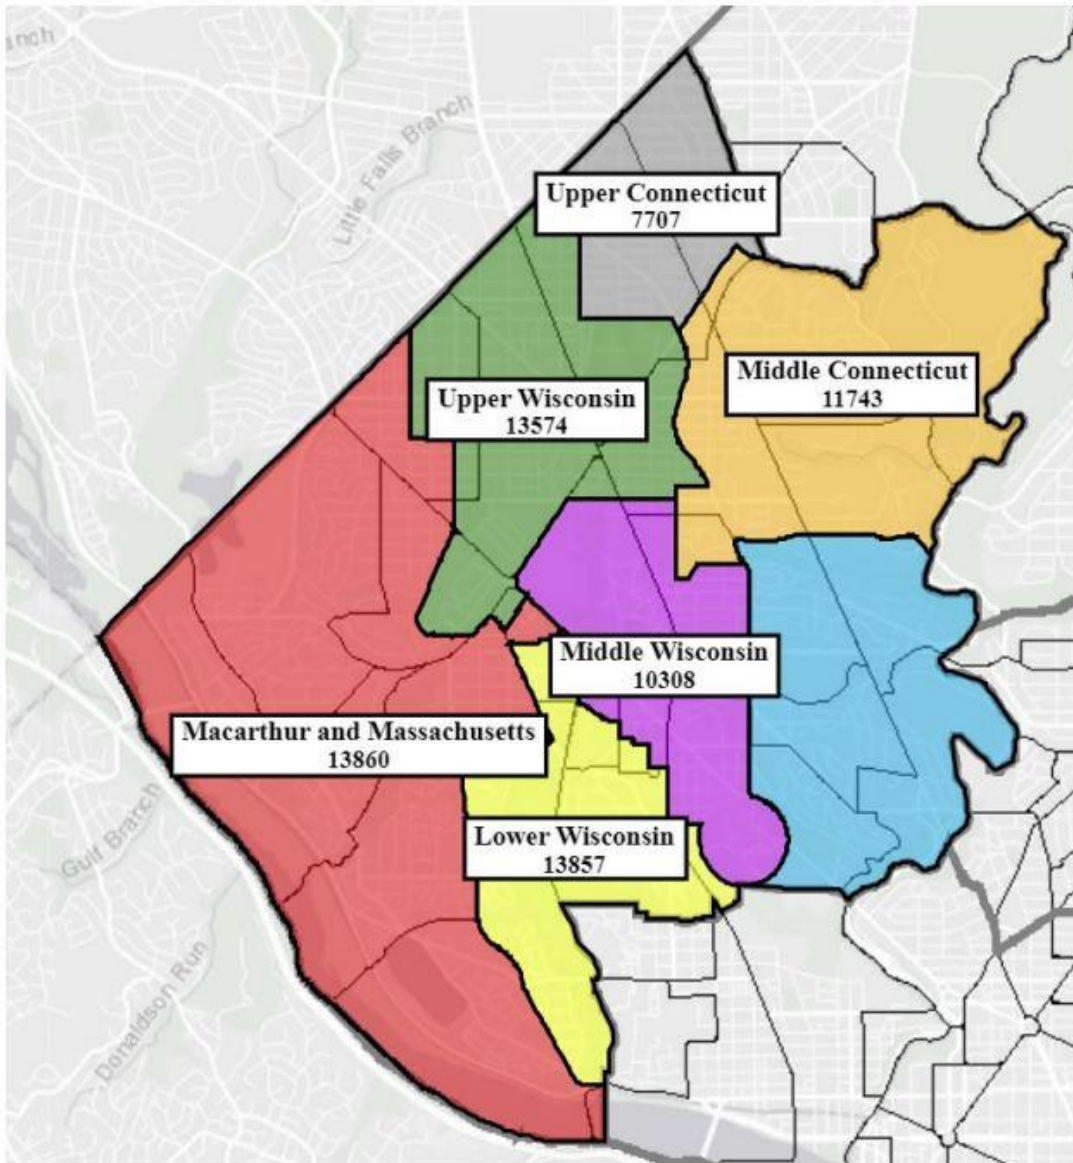 anch
Little Falls Branch
Upper Connecticut
7707
Middle Connecticut
11743
Upper Wisconsin
13574
Middle Wisconsin
10308
Macarthur and Massachusetts
13860
Lower Wisconsin
13857
Gulf Branch
Donaldson Run